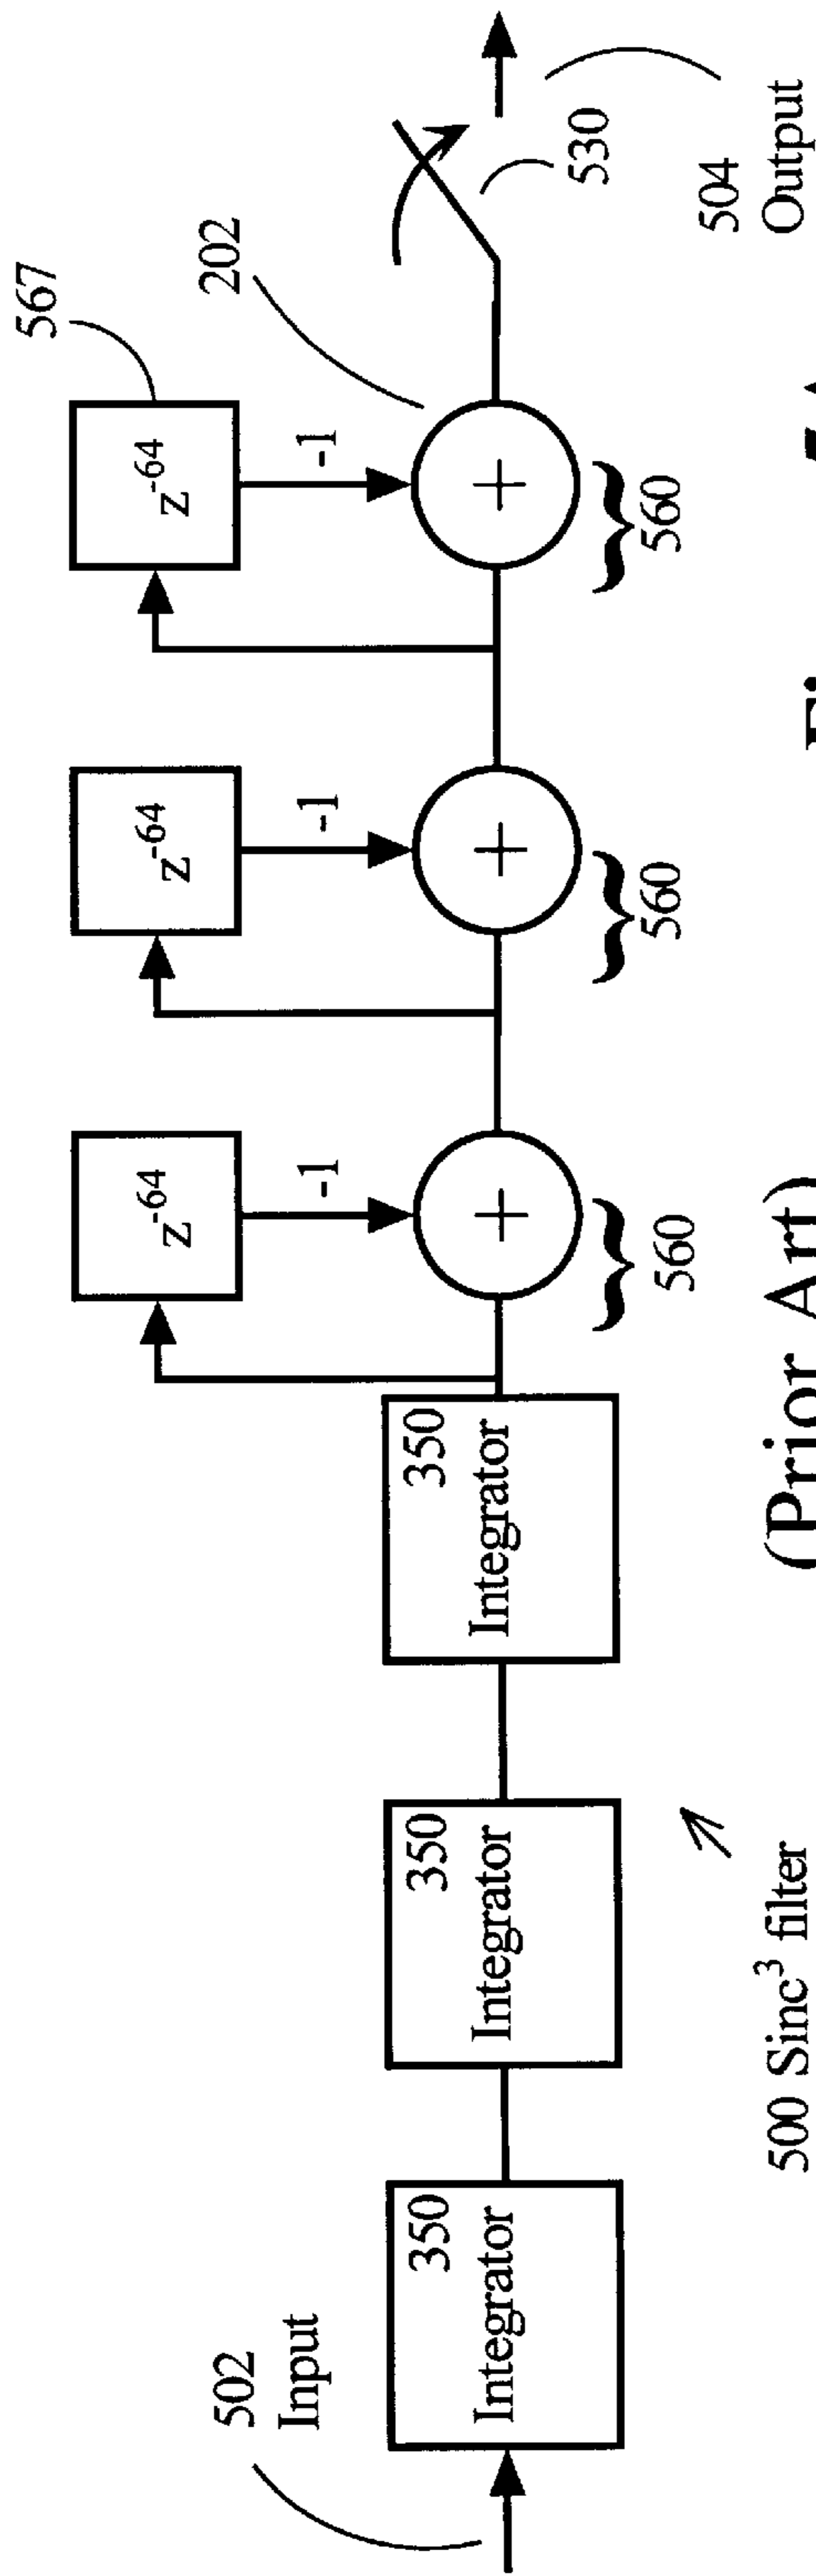 502
Input
350
Integrator
350
Integrator
350
Integrator
z⁻⁶⁴
-1
+
560
z⁻⁶⁴
-1
+
560
z⁻⁶⁴
567
-1
202
+
560
530
504
Output
500 Sinc³ filter
(Prior Art)